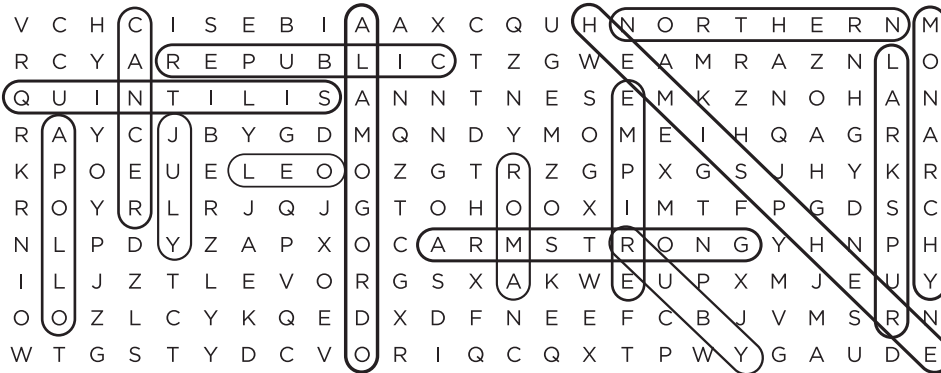 V C H C I S E B I A A X C Q U H N O R T H E R N M
R C Y A R E P U B L I C T Z G W E A M R A Z N L O
Q U I N T I L I S A N N T N E S E M K Z N O H A N
R A Y C J B Y G D M Q N D Y M O M E I H Q A G R A
K P O E U E L E O O Z G T R Z G P X G S J H Y K R
R O Y R L R J Q J G T O H O O X I M T F P G D S C
N L P D Y Z A P X O C A R M S T R O N G Y H N P H
I L J Z T L E V O R G S X A K W E U P X M J E U Y
O O Z L C Y K Q E D X D F N E E F C B J V M S R N
W T G S T Y D C V O R I Q C Q X T P W Y G A U D E